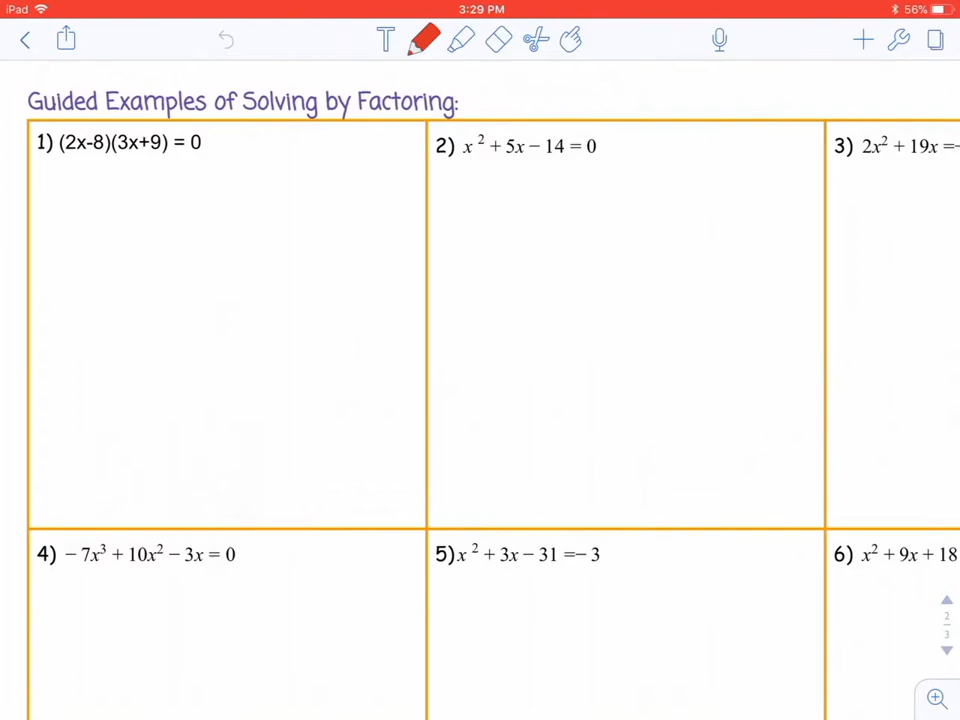 iPad 3:29 PM 56%
T
Guided Examples of Solving by Factoring:
1) (2x-8)(3x+9) = 0
2) x² + 5x − 14 = 0
3) 2x² + 19x =
4) − 7x³ + 10x² − 3x = 0
5) x² + 3x − 31 =− 3
6) x² + 9x + 18
2
3